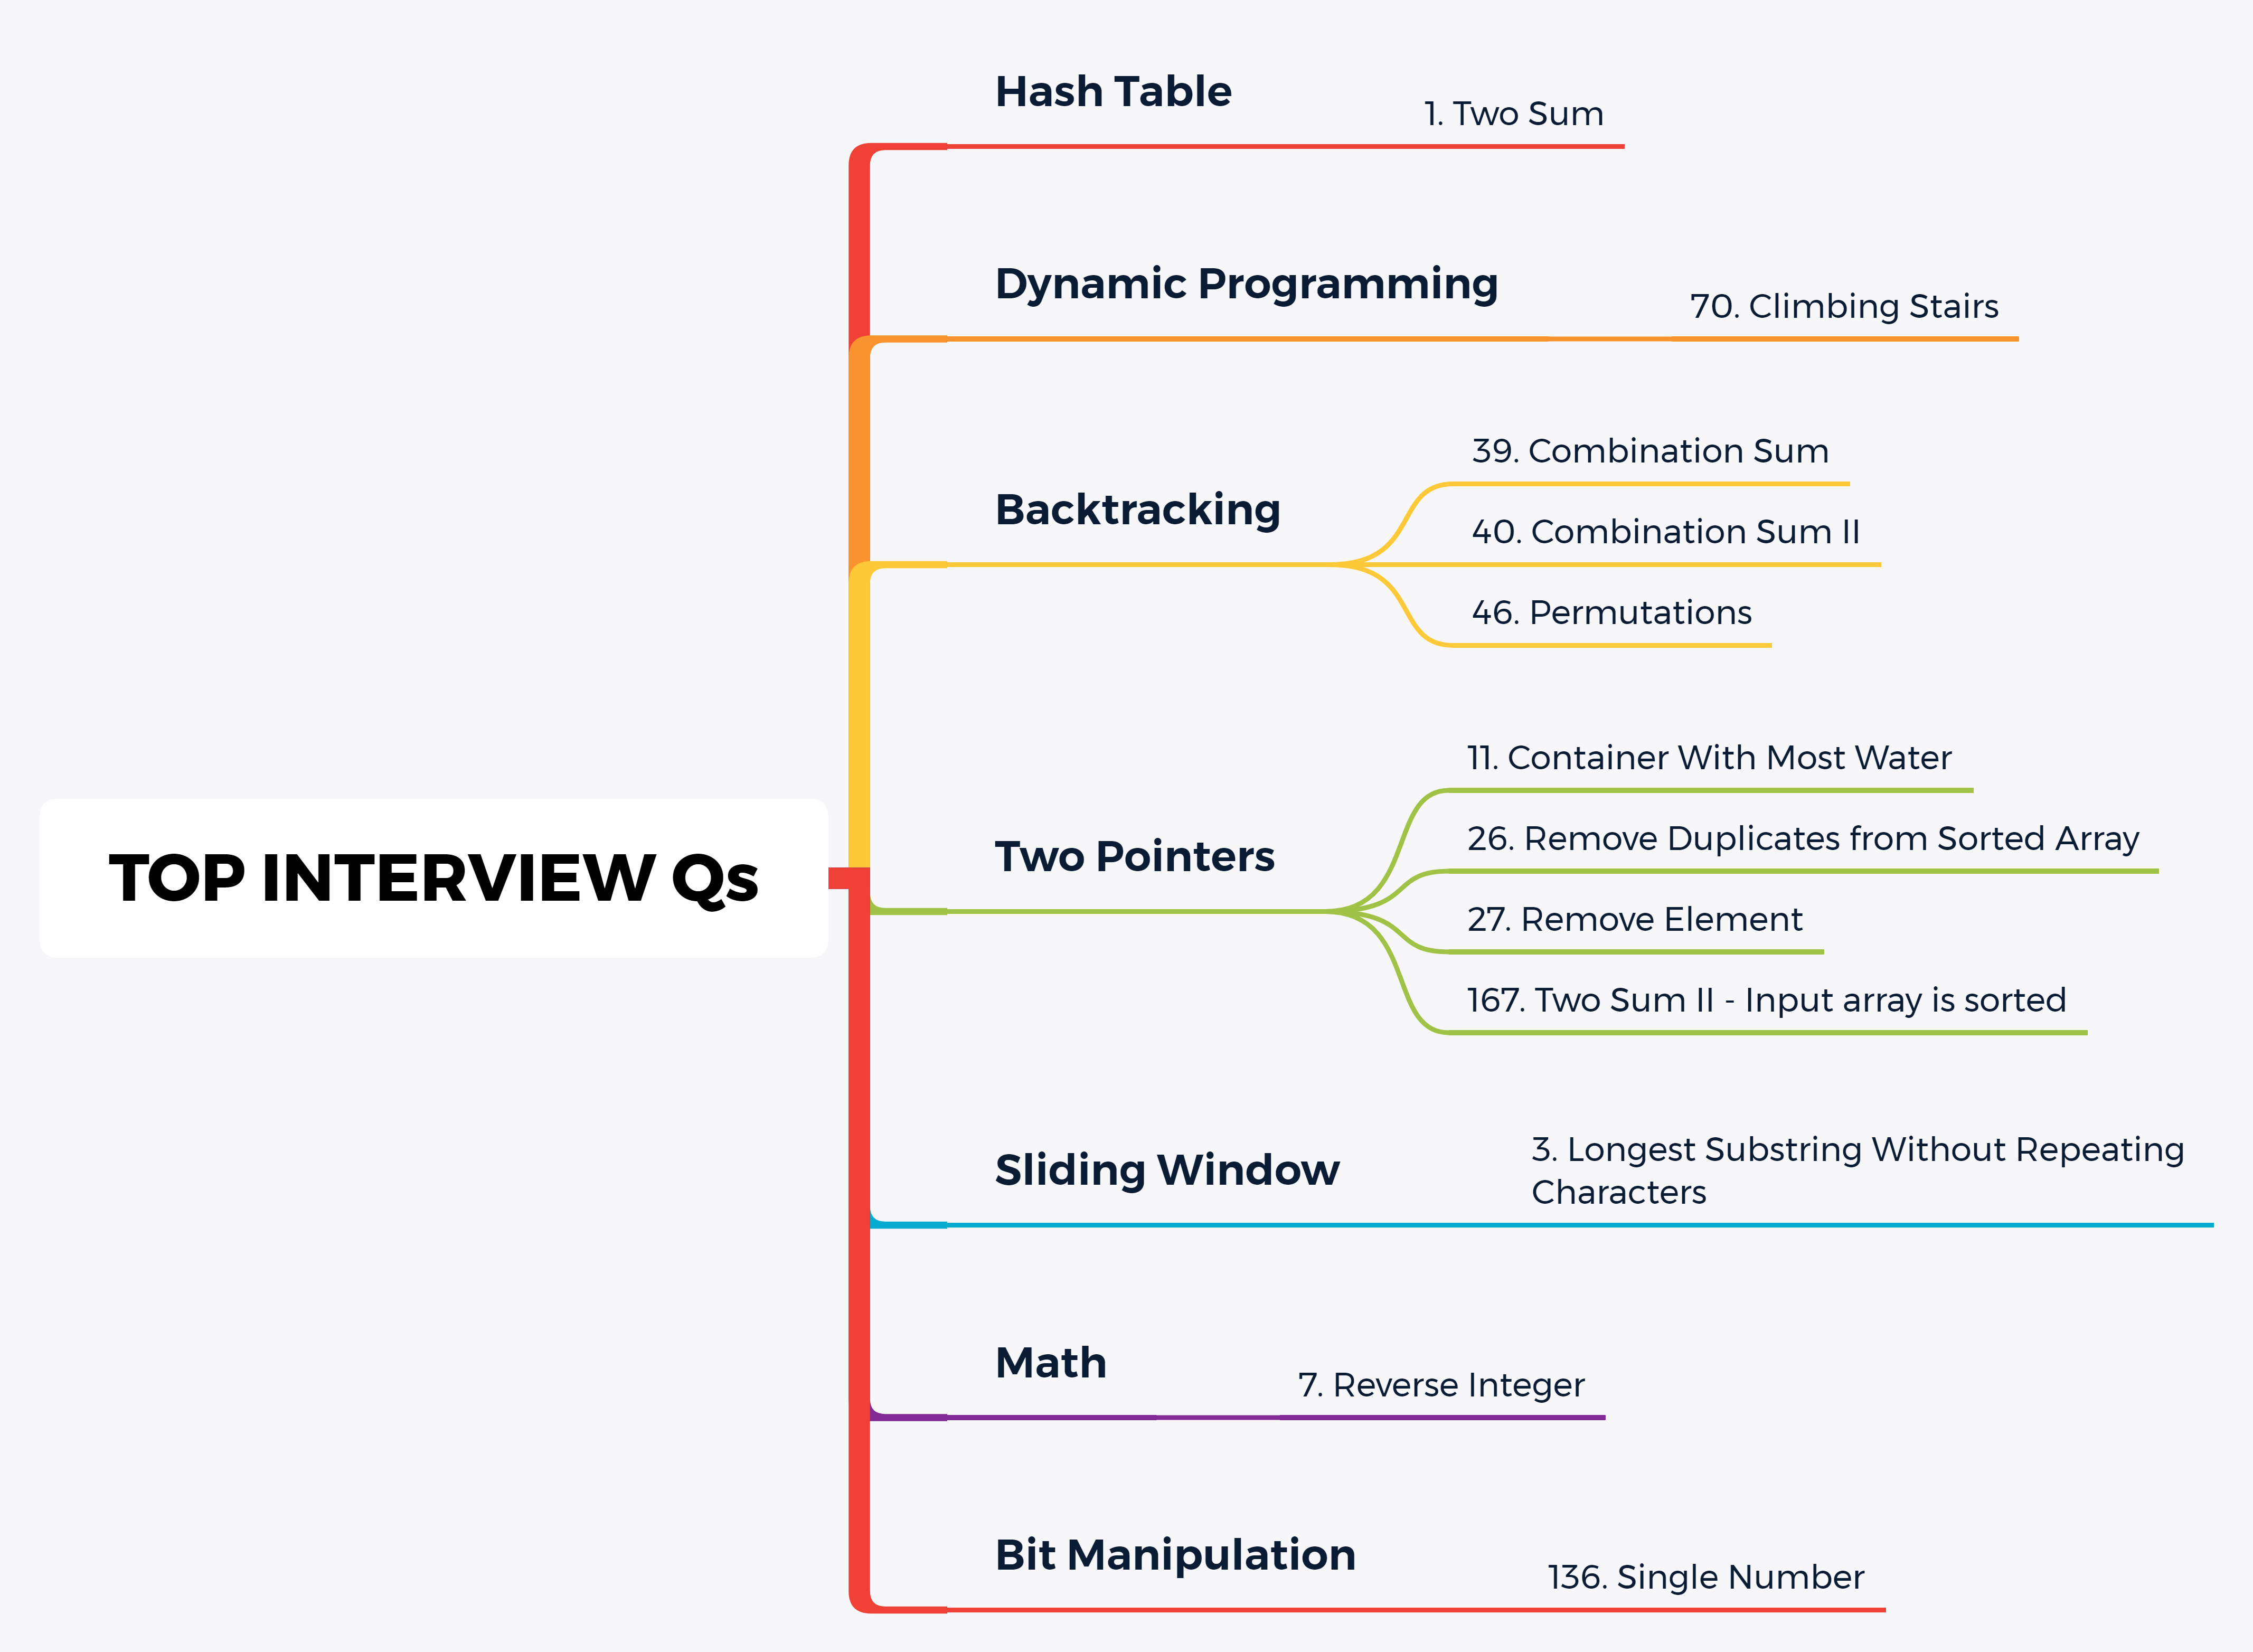 TOP INTERVIEW Qs
Hash Table
1. Two Sum
Dynamic Programming
70. Climbing Stairs
Backtracking
39. Combination Sum
40. Combination Sum II
46. Permutations
Two Pointers
11. Container With Most Water
26. Remove Duplicates from Sorted Array
27. Remove Element
167. Two Sum II - Input array is sorted
Sliding Window
3. Longest Substring Without Repeating
Characters
Math
7. Reverse Integer
Bit Manipulation
136. Single Number